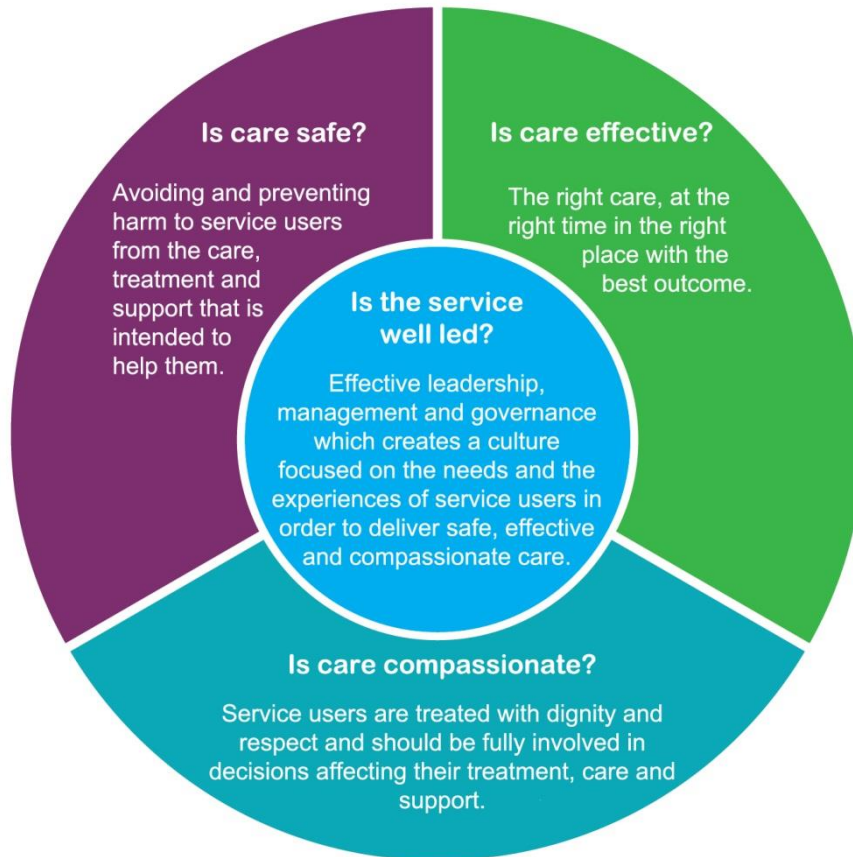 Is care safe?
Avoiding and preventing
harm to service users
from the care,
treatment and
support that is
intended to
help them.
Is care effective?
The right care, at the
right time in the right
place with the
best outcome.
Is the service
well led?
Effective leadership,
management and governance
which creates a culture
focused on the needs and the
experiences of service users in
order to deliver safe, effective
and compassionate care.
Is care compassionate?
Service users are treated with dignity and
respect and should be fully involved in
decisions affecting their treatment, care and
support.